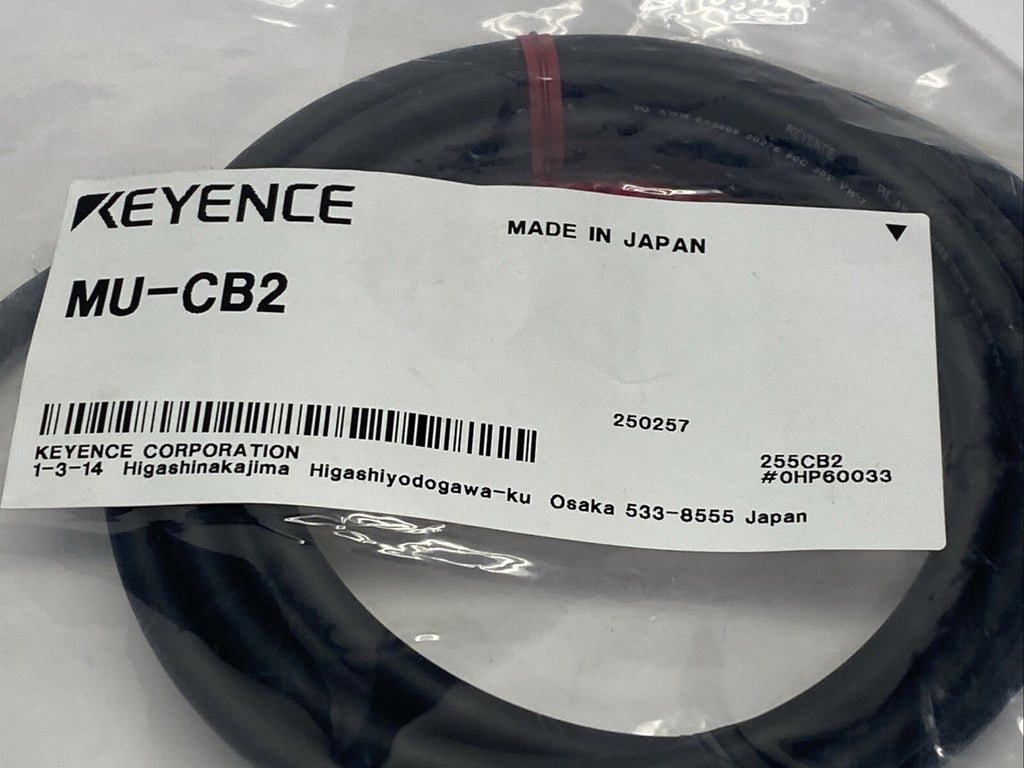 KEYENCE
MADE IN JAPAN
▼
MU-CB2
250257
KEYENCE CORPORATION
1-3-14 Higashinakajima Higashiyodogawa-ku Osaka 533-8555 Japan
255CB2
#0HP60033
KEYENCE